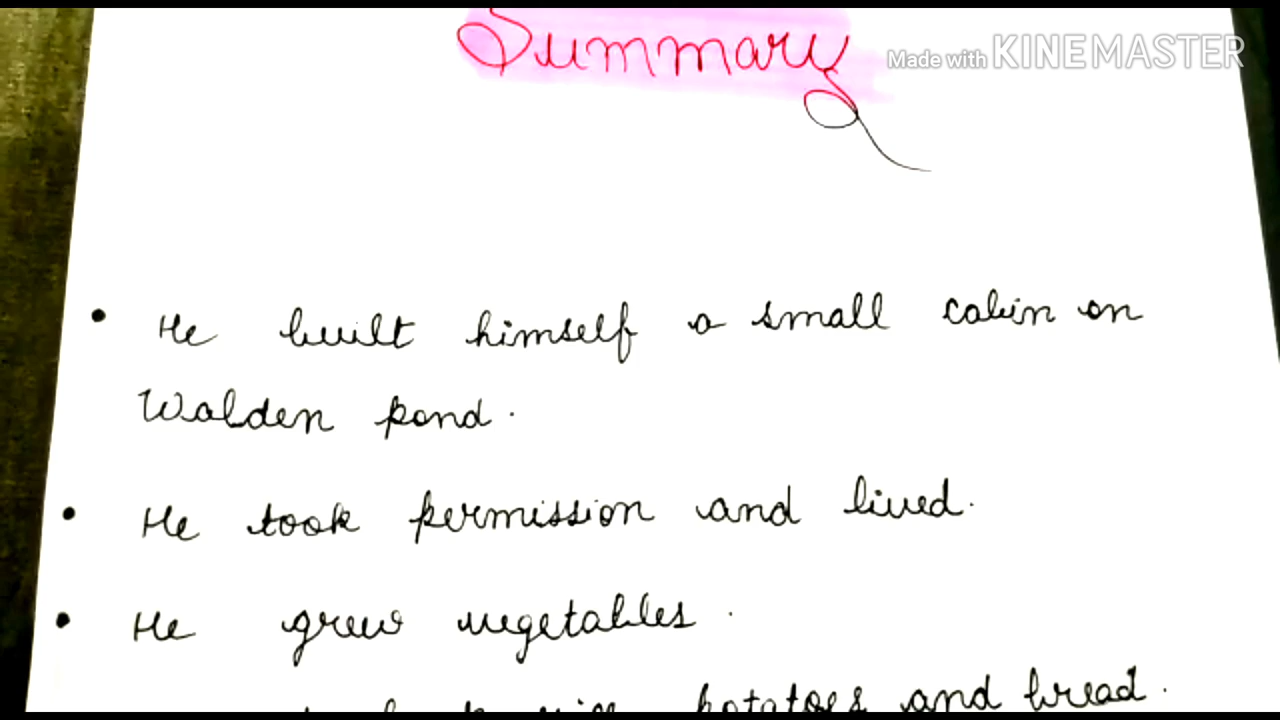 Summary
Made with KINEMASTER
• He built himself a small cabin on
Walden pond.
• He took permission and lived.
• He grew vegetables.
potatoes and bread.